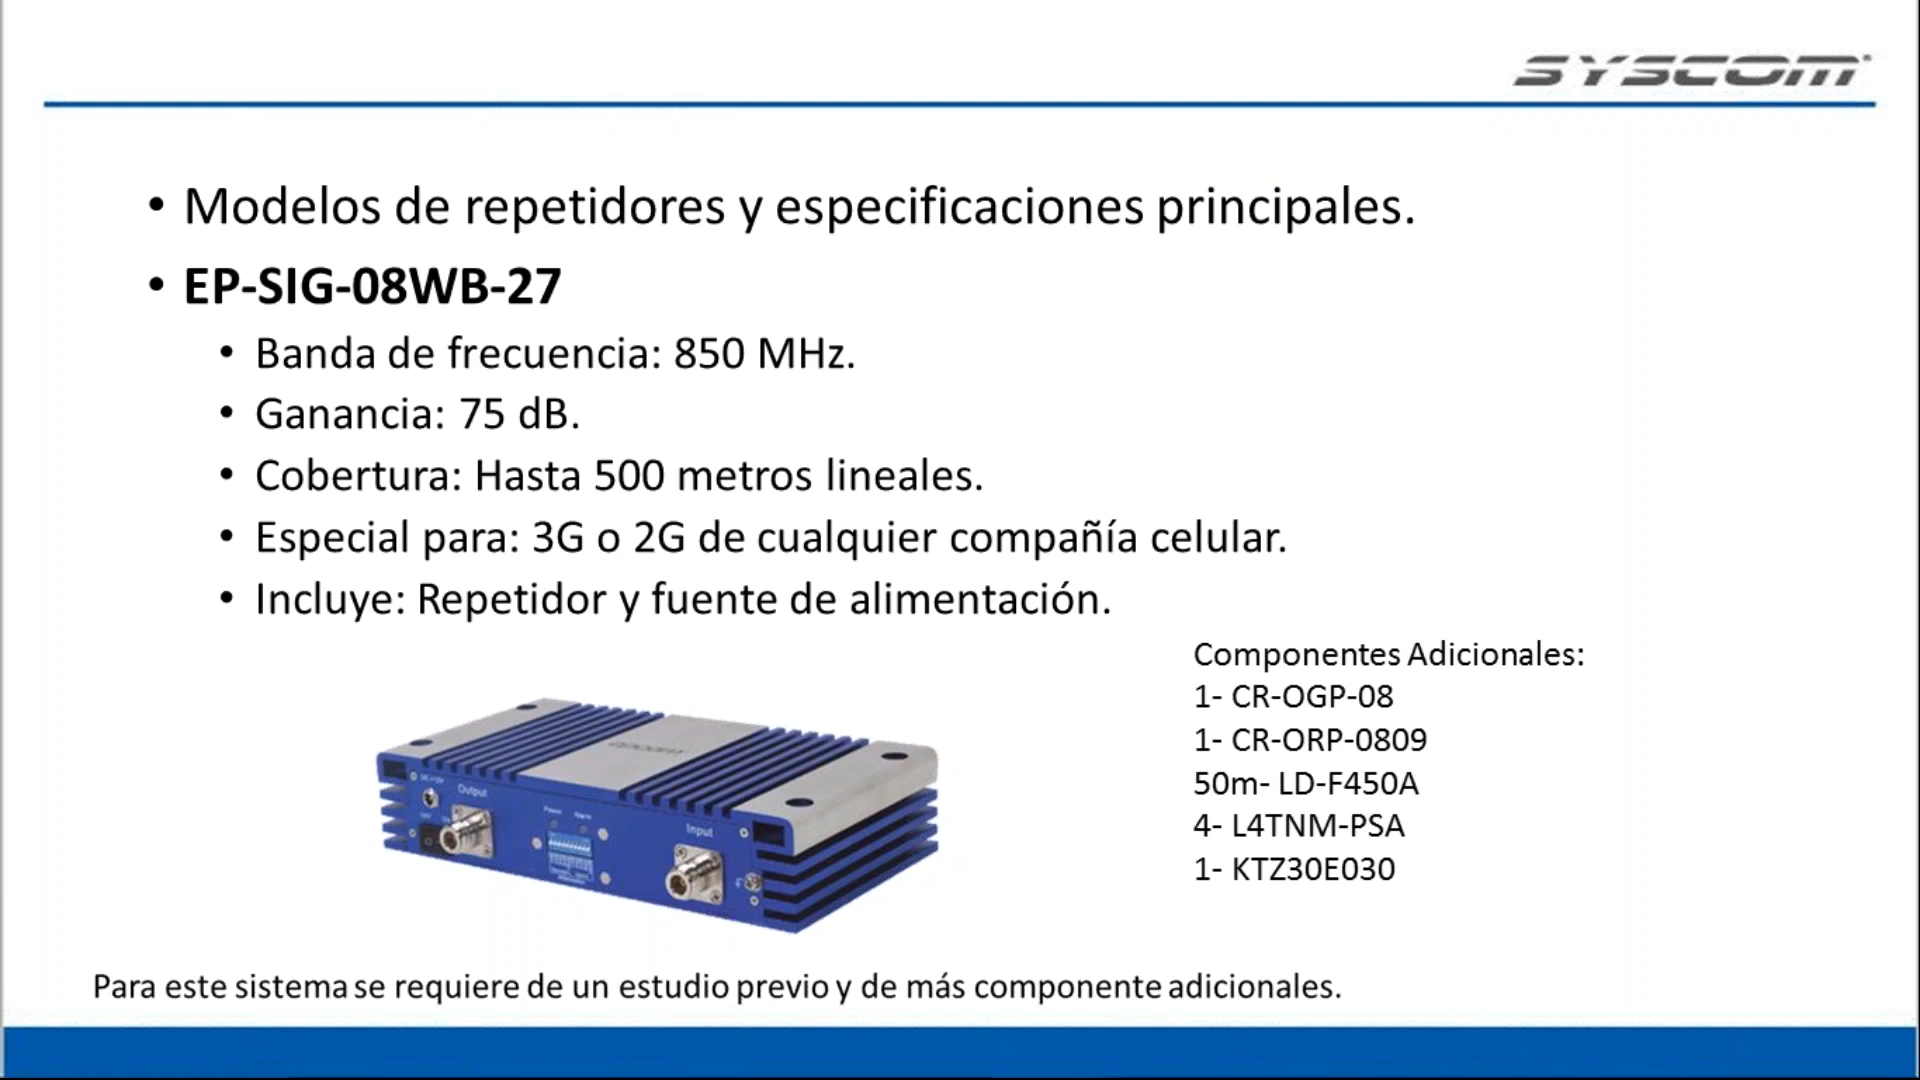 SYSCOM
• Modelos de repetidores y especificaciones principales.
• EP-SIG-08WB-27
• Banda de frecuencia: 850 MHz.
• Ganancia: 75 dB.
• Cobertura: Hasta 500 metros lineales.
• Especial para: 3G o 2G de cualquier compañía celular.
• Incluye: Repetidor y fuente de alimentación.
Componentes Adicionales:
1- CR-OGP-08
1- CR-ORP-0809
50m- LD-F450A
4- L4TNM-PSA
1- KTZ30E030
epcom
Output
Power Alarm
Input
Para este sistema se requiere de un estudio previo y de más componente adicionales.